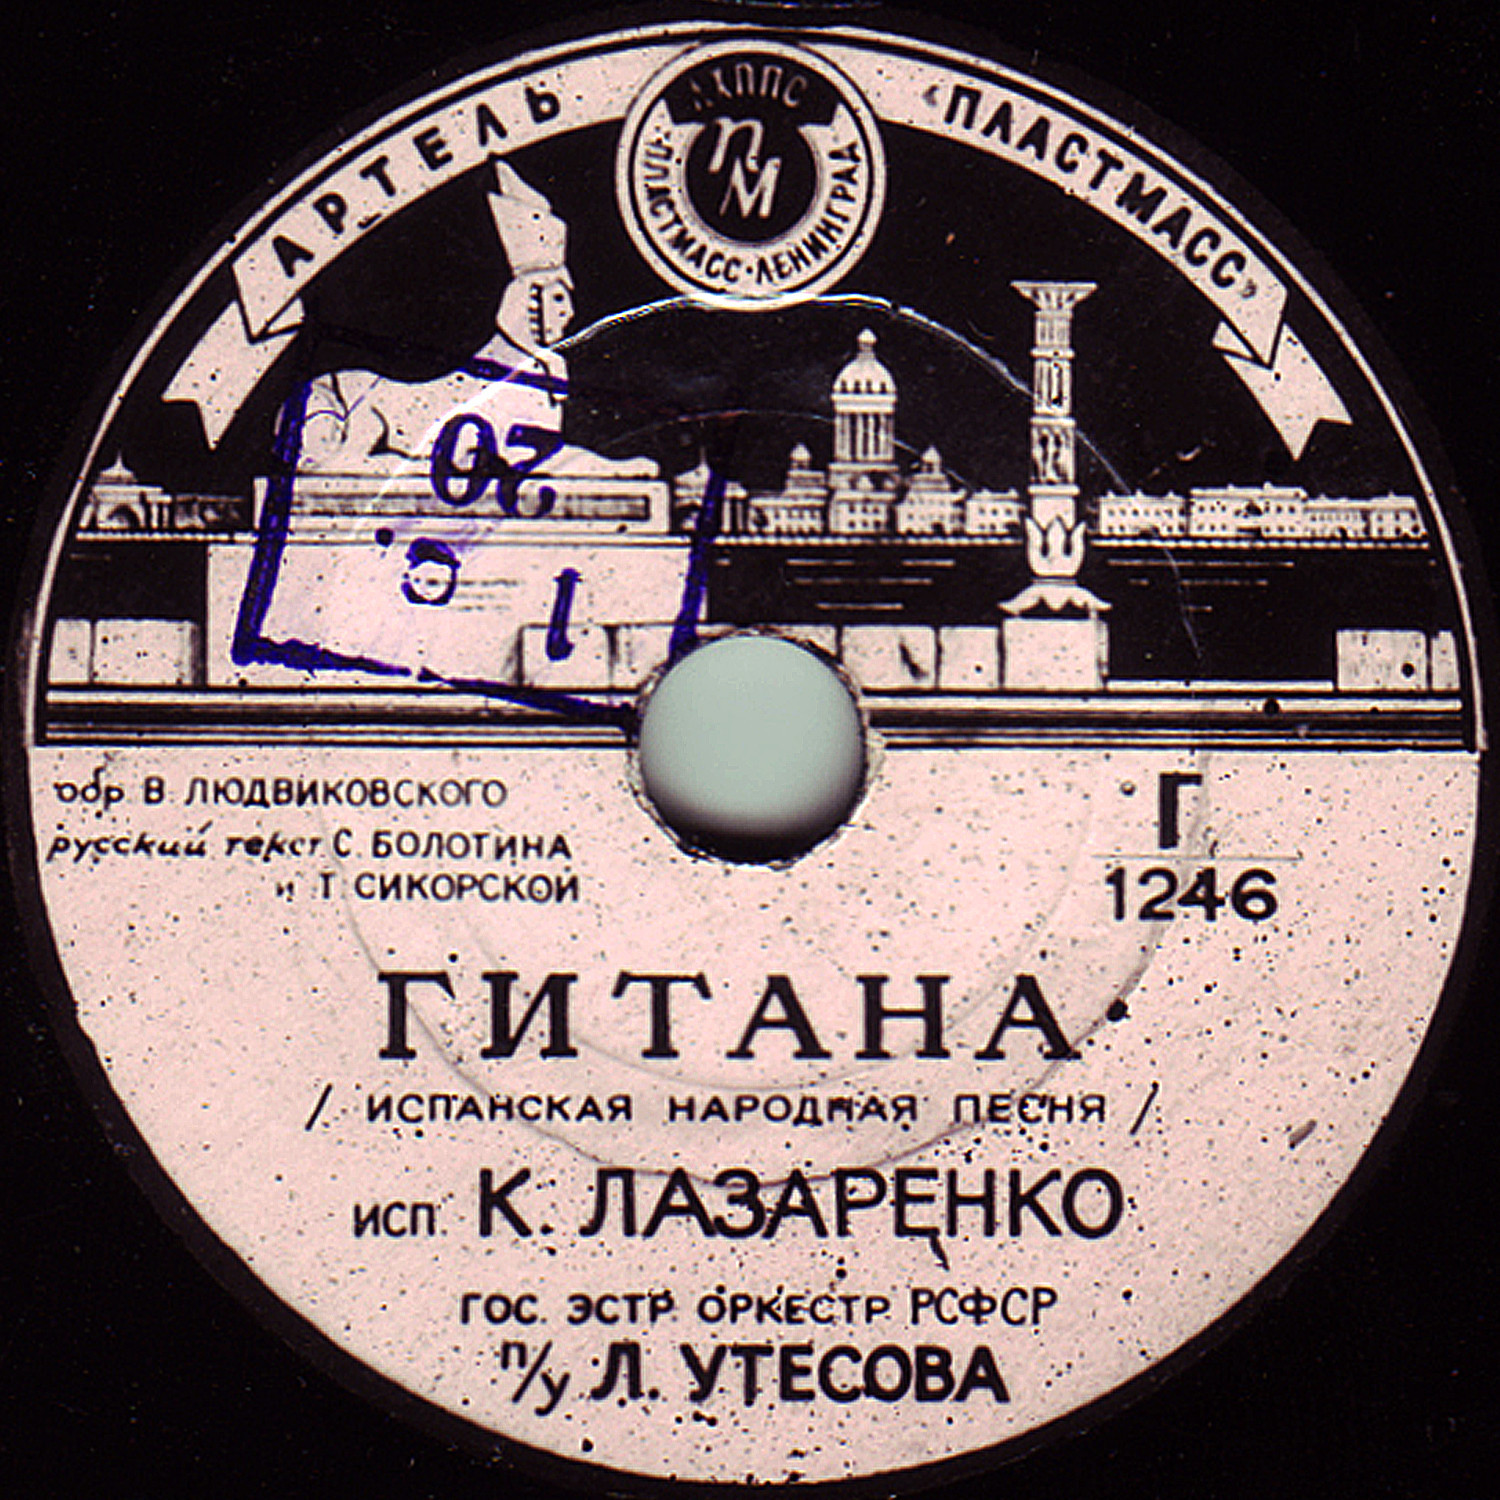 АРТЕЛЬ «ПЛАСТМАСС»
ПМ
ПЛАСТМАСС·ЛЕНИНГРАД
20
1
обр В ЛЮДВИКОВСКОГО
русский текст С. БОЛОТИНА
и Т СИКОРСКОЙ
Г
1246
ГИТАНА
/ ИСПАНСКАЯ НАРОДНАЯ ПЕСНЯ /
исп. К. ЛАЗАРЕНКО
ГОС. ЭСТР. ОРКЕСТР РСФСР
п/у Л. УТЕСОВА